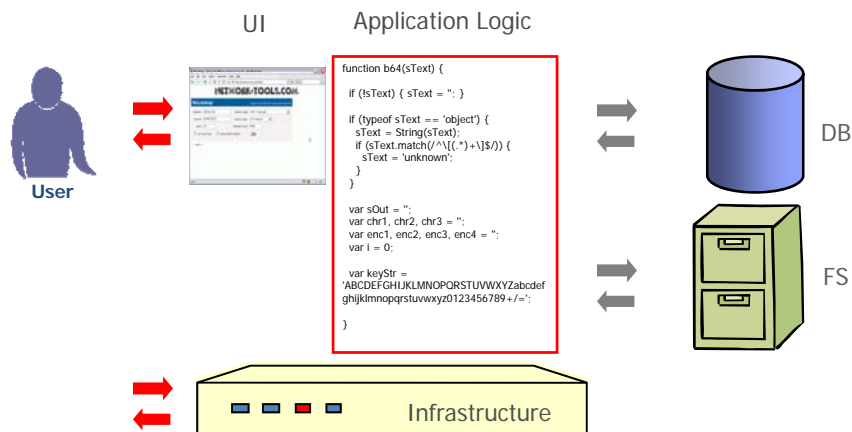 UI
Application Logic
NETWORK-TOOLS.COM
function b64(sText) {
if (!sText) { sText = ''; }
if (typeof sText == 'object') {
sText = String(sText);
if (sText.match(/^\[(.*)+\]$/)) {
sText = 'unknown';
}
}
var sOut = '';
var chr1, chr2, chr3 = '';
var enc1, enc2, enc3, enc4 = '';
var i = 0;
var keyStr =
'ABCDEFGHIJKLMNOPQRSTUVWXYZabcdef
ghijklmnopqrstuvwxyz0123456789+/=';
}
User
DB
FS
Infrastructure